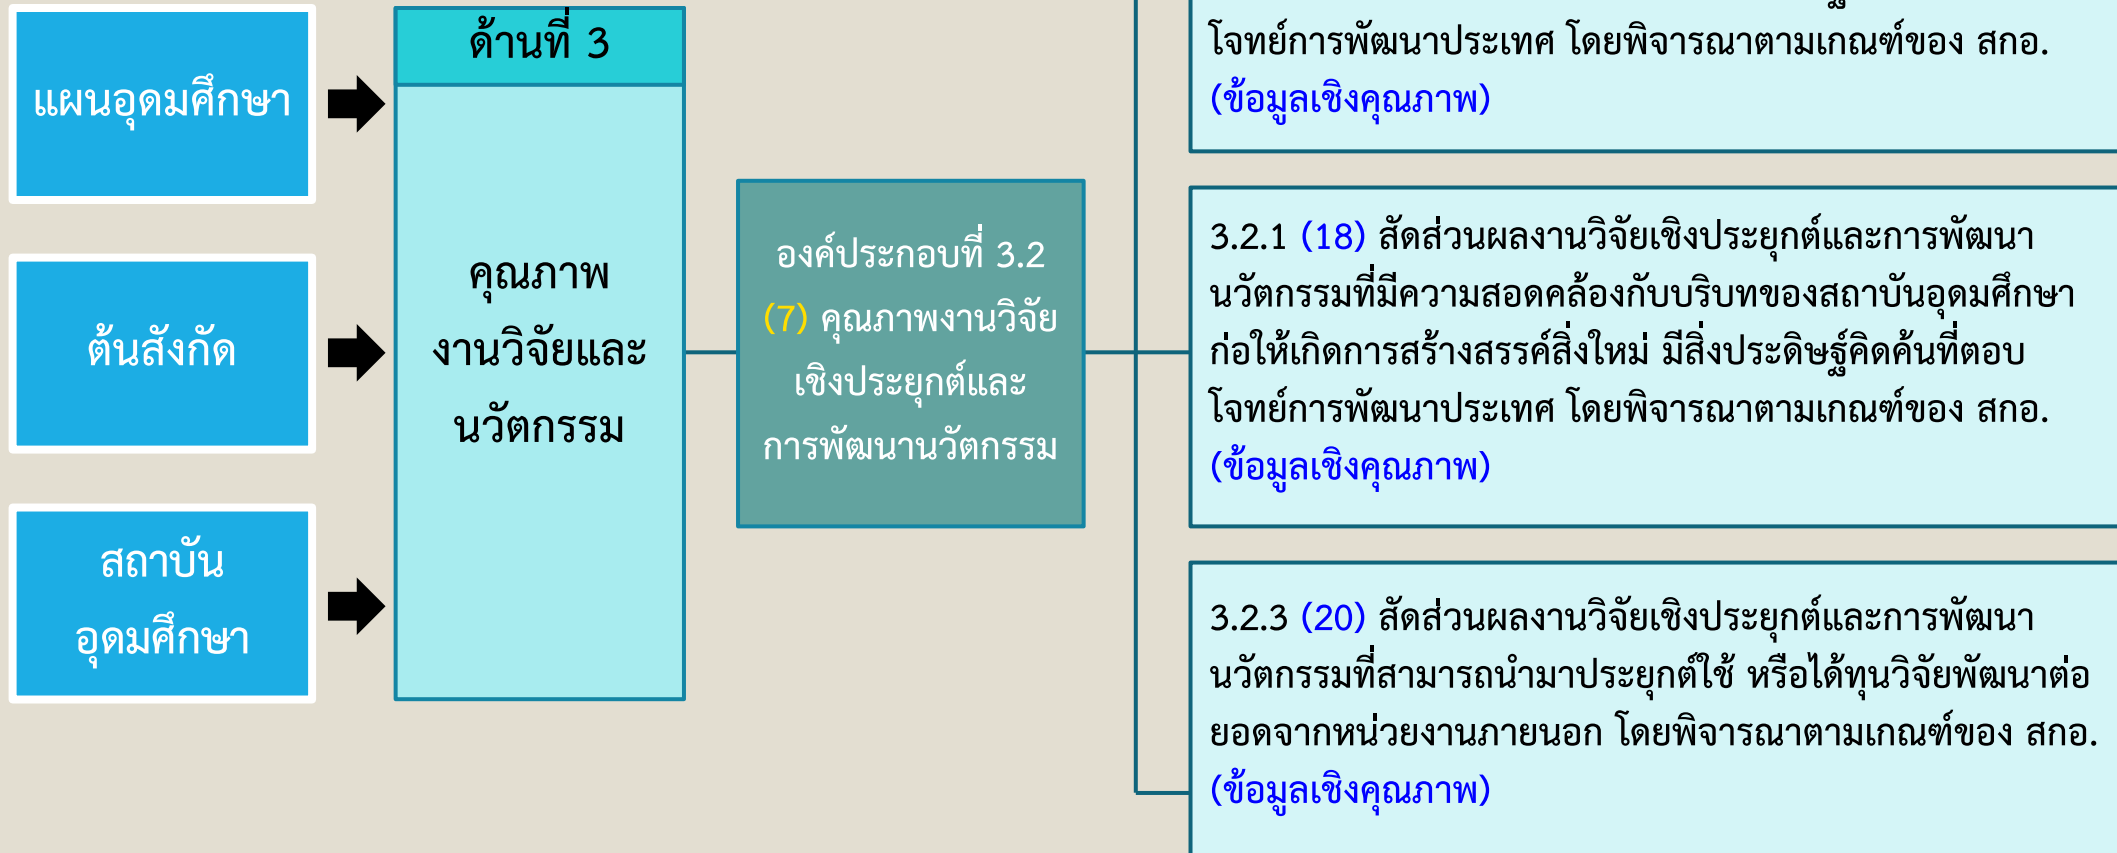 แผนอุดมศึกษา
ต้นสังกัด
สถาบัน
อุดมศึกษา
ด้านที่ 3
คุณภาพ
งานวิจัยและ
นวัตกรรม
องค์ประกอบที่ 3.2
(7) คุณภาพงานวิจัย
เชิงประยุกต์และ
การพัฒนานวัตกรรม
โจทย์การพัฒนาประเทศ โดยพิจารณาตามเกณฑ์ของ สกอ.
(ข้อมูลเชิงคุณภาพ)
3.2.1 (18) สัดส่วนผลงานวิจัยเชิงประยุกต์และการพัฒนา
นวัตกรรมที่มีความสอดคล้องกับบริบทของสถาบันอุดมศึกษา
ก่อให้เกิดการสร้างสรรค์สิ่งใหม่ มีสิ่งประดิษฐ์คิดค้นที่ตอบ
โจทย์การพัฒนาประเทศ โดยพิจารณาตามเกณฑ์ของ สกอ.
(ข้อมูลเชิงคุณภาพ)
3.2.3 (20) สัดส่วนผลงานวิจัยเชิงประยุกต์และการพัฒนา
นวัตกรรมที่สามารถนำมาประยุกต์ใช้ หรือได้ทุนวิจัยพัฒนาต่อ
ยอดจากหน่วยงานภายนอก โดยพิจารณาตามเกณฑ์ของ สกอ.
(ข้อมูลเชิงคุณภาพ)